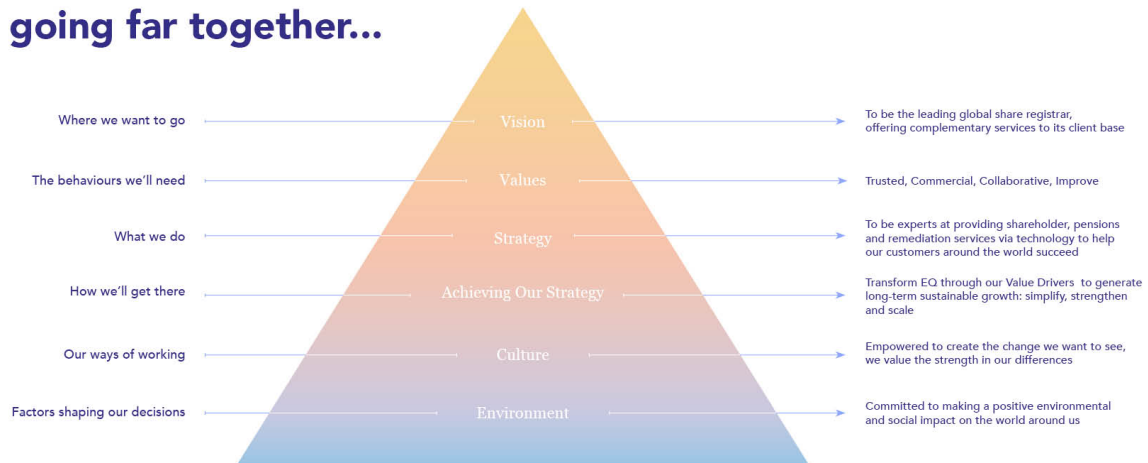 going far together...
Where we want to go
Vision
To be the leading global share registrar,
offering complementary services to its client base
The behaviours we'll need
Values
Trusted, Commercial, Collaborative, Improve
What we do
Strategy
To be experts at providing shareholder, pensions
and remediation services via technology to help
our customers around the world succeed
How we'll get there
Achieving Our Strategy
Transform EQ through our Value Drivers to generate
long-term sustainable growth: simplify, strengthen
and scale
Our ways of working
Culture
Empowered to create the change we want to see,
we value the strength in our differences
Factors shaping our decisions
Environment
Committed to making a positive environmental
and social impact on the world around us